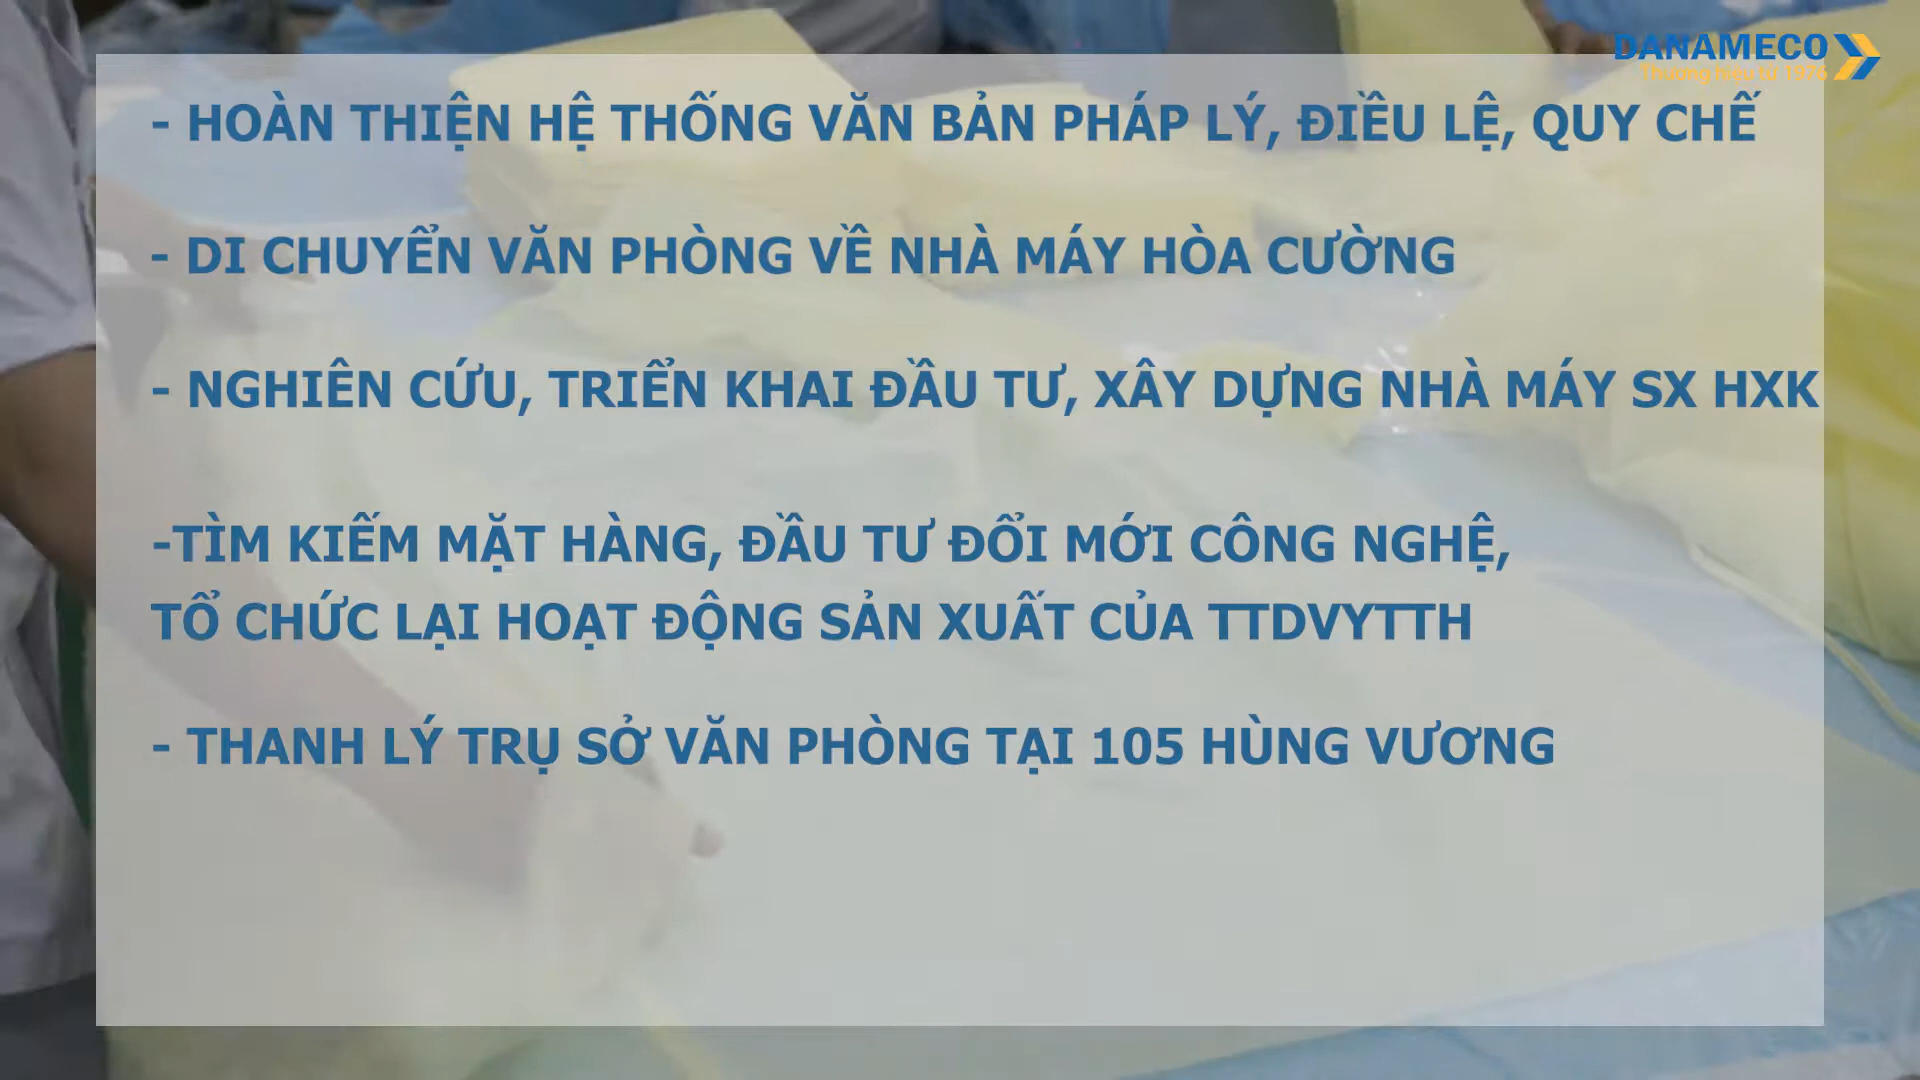 DANAMECO
Thương hiệu từ 1976
- HOÀN THIỆN HỆ THỐNG VĂN BẢN PHÁP LÝ, ĐIỀU LỆ, QUY CHẾ
- DI CHUYỂN VĂN PHÒNG VỀ NHÀ MÁY HÒA CƯỜNG
- NGHIÊN CỨU, TRIỂN KHAI ĐẦU TƯ, XÂY DỰNG NHÀ MÁY SX HXK
-TÌM KIẾM MẶT HÀNG, ĐẦU TƯ ĐỔI MỚI CÔNG NGHỆ,
TỔ CHỨC LẠI HOẠT ĐỘNG SẢN XUẤT CỦA TTDVYTTH
- THANH LÝ TRỤ SỞ VĂN PHÒNG TẠI 105 HÙNG VƯƠNG